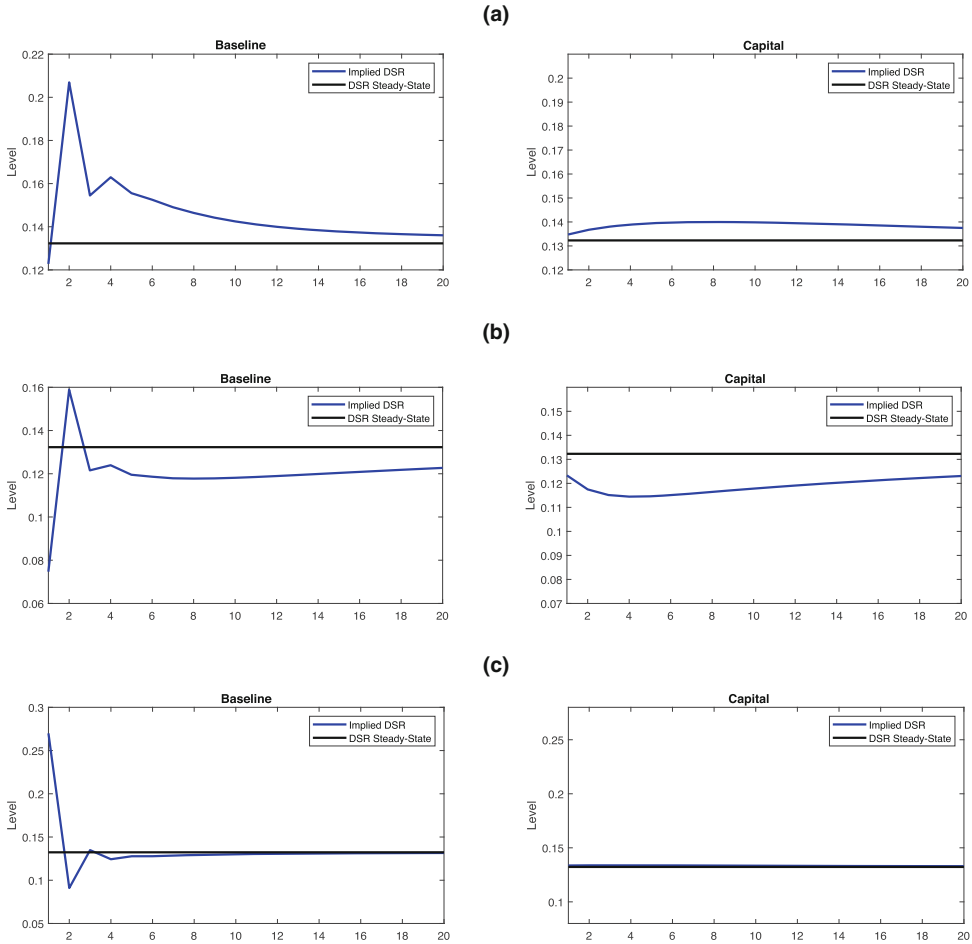 (a)
Baseline
Capital
0.22
0.2
0.18
0.16
0.14
0.12
Level
Implied DSR
DSR Steady-State
2 4 6 8 10 12 14 16 18 20
0.2
0.19
0.18
0.17
0.16
0.15
0.14
0.13
0.12
Level
Implied DSR
DSR Steady-State
2 4 6 8 10 12 14 16 18 20
(b)
Baseline
Capital
0.16
0.14
0.12
0.1
0.08
0.06
Level
Implied DSR
DSR Steady-State
2 4 6 8 10 12 14 16 18 20
0.15
0.14
0.13
0.12
0.11
0.1
0.09
0.08
0.07
Level
Implied DSR
DSR Steady-State
2 4 6 8 10 12 14 16 18 20
(c)
Baseline
Capital
0.3
0.25
0.2
0.15
0.1
0.05
Level
Implied DSR
DSR Steady-State
2 4 6 8 10 12 14 16 18 20
0.25
0.2
0.15
0.1
Level
Implied DSR
DSR Steady-State
2 4 6 8 10 12 14 16 18 20